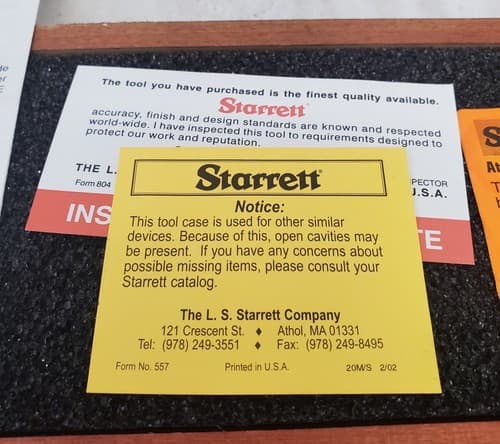 The tool you have purchased is the finest quality available.
Starrett
accuracy, finish and design standards are known and respected
world-wide. I have inspected this tool to requirements designed to
protect our work and reputation.
THE L.
Form 804
U.S.A.
INS
TE
Starrett
Notice:
This tool case is used for other similar
devices. Because of this, open cavities may
be present. If you have any concerns about
possible missing items, please consult your
Starrett catalog.
The L. S. Starrett Company
121 Crescent St. ♦ Athol, MA 01331
Tel: (978) 249-3551 ♦ Fax: (978) 249-8495
Form No. 557 Printed in U.S.A. 20M/S 2/02